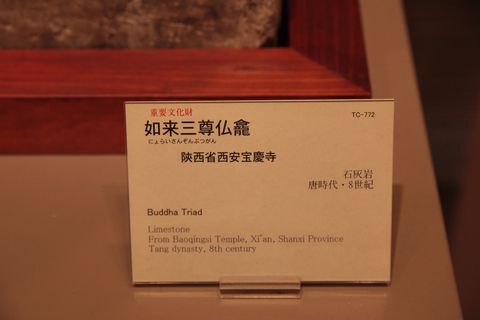 重要文化財
TC-772
如来三尊仏龕
にょらいさんぞんぶつがん
陝西省西安宝慶寺
石灰岩
唐時代・8世紀
Buddha Triad
Limestone
From Baoqingsi Temple, Xi'an, Shanxi Province
Tang dynasty, 8th century